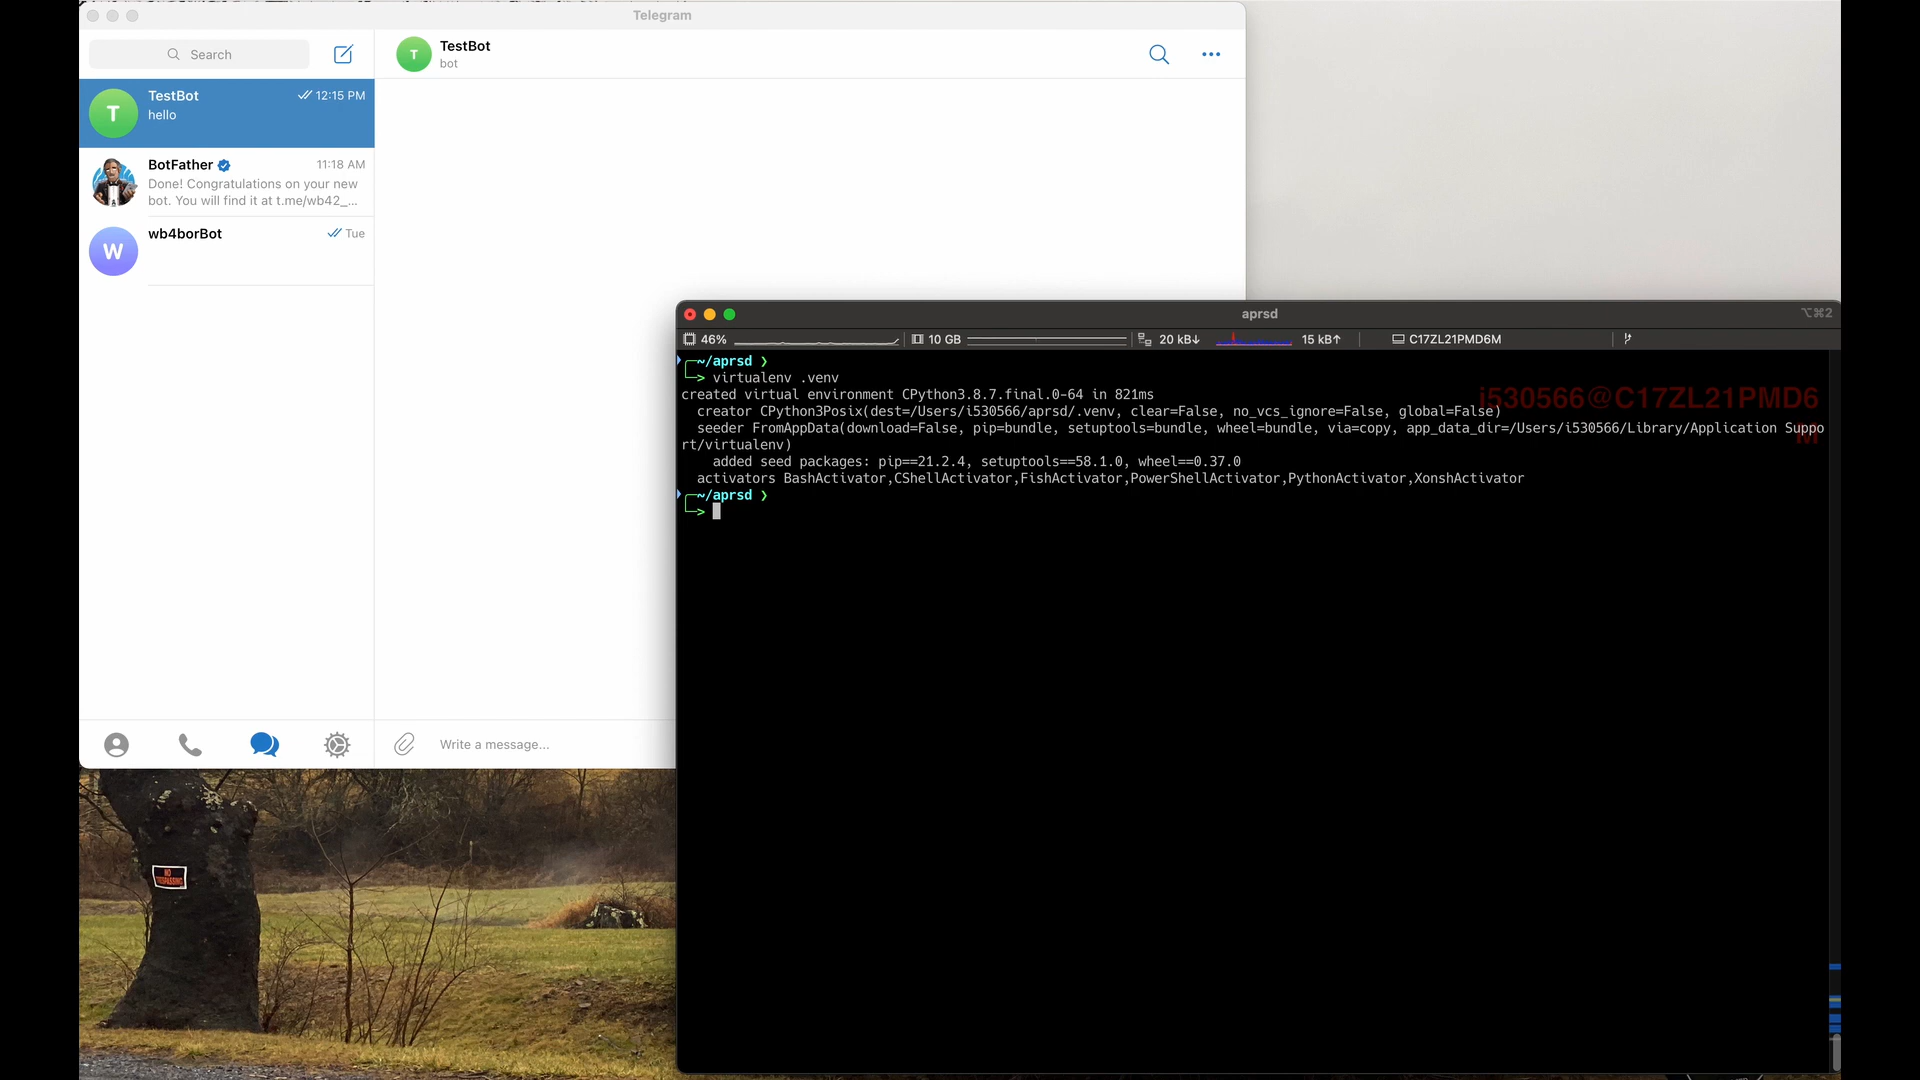 Telegram
Search
TestBot
bot
T
TestBot
12:15 PM
hello
T
BotFather
11:18 AM
Done! Congratulations on your new
bot. You will find it at t.me/wb42_...
wb4borBot
Tue
W
Write a message...
NO
TRESPASSING
aprsd
⌥⌘2
46%
10 GB
20 kB↓
15 kB↑
C17ZL21PMD6M
~/aprsd ❯
└─> virtualenv .venv
created virtual environment CPython3.8.7.final.0-64 in 821ms
creator CPython3Posix(dest=/Users/i530566/aprsd/.venv, clear=False, no_vcs_ignore=False, global=False)
seeder FromAppData(download=False, pip=bundle, setuptools=bundle, wheel=bundle, via=copy, app_data_dir=/Users/i530566/Library/Application Suppo
rt/virtualenv)
added seed packages: pip==21.2.4, setuptools==58.1.0, wheel==0.37.0
activators BashActivator,CShellActivator,FishActivator,PowerShellActivator,PythonActivator,XonshActivator
~/aprsd ❯
└─>
i530566@C17ZL21PMD6
M